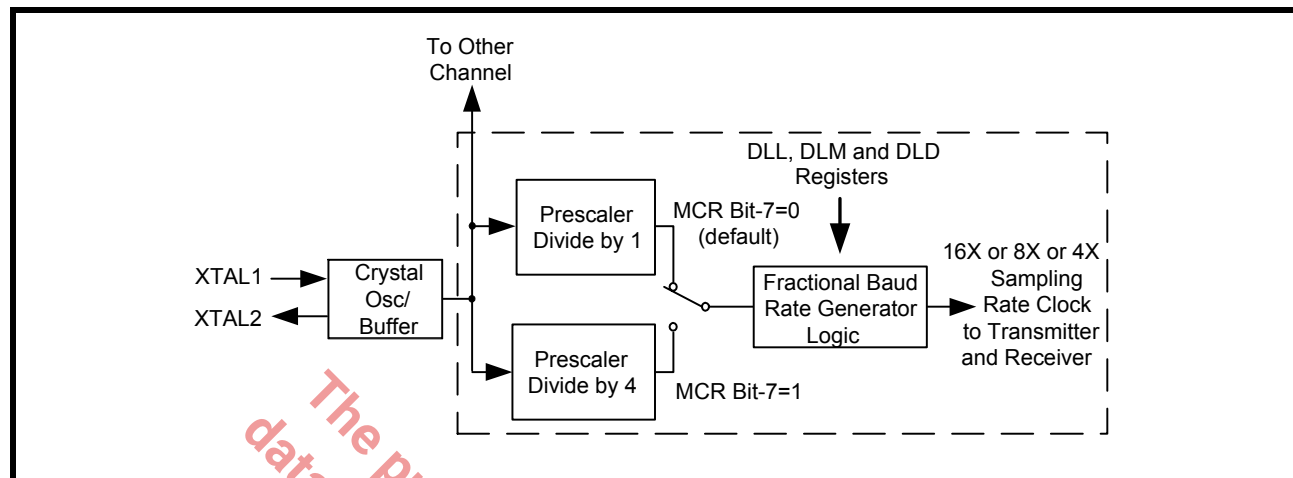 To Other
Channel
DLL, DLM and DLD
Registers
Prescaler
Divide by 1
MCR Bit-7=0
(default)
XTAL1
XTAL2
Crystal
Osc/
Buffer
Fractional Baud
Rate Generator
Logic
16X or 8X or 4X
Sampling
Rate Clock
to Transmitter
and Receiver
Prescaler
Divide by 4
MCR Bit-7=1
The
data